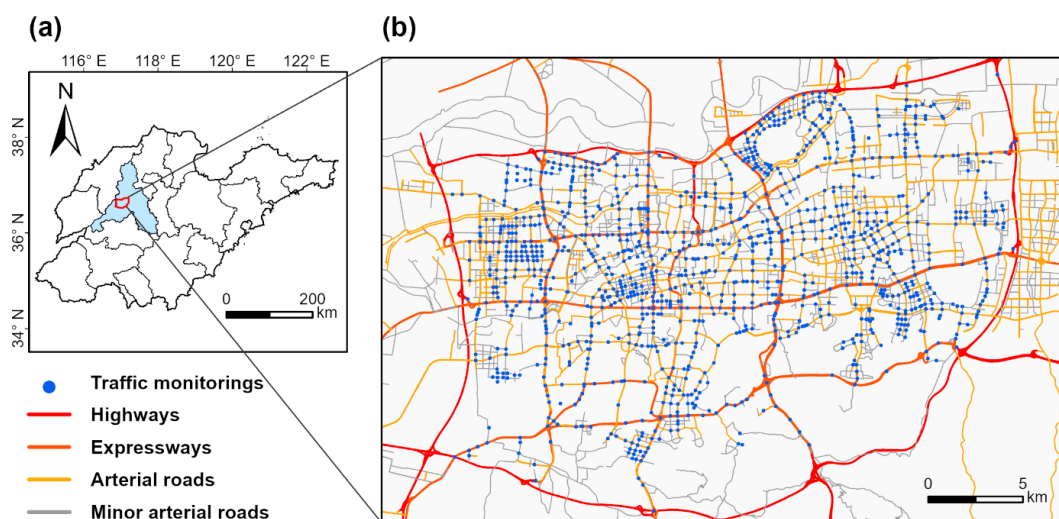 (a)
116° E 118° E 120° E 122° E
N
38° N
36° N
34° N
0 200
km
Traffic monitorings
Highways
Expressways
Arterial roads
Minor arterial roads
(b)
0 5
km